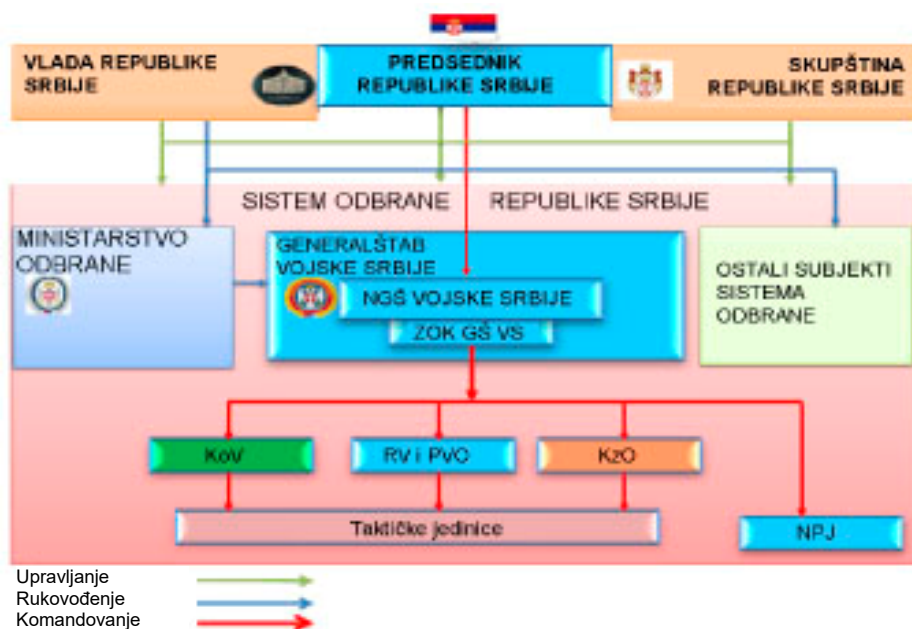 VLADA REPUBLIKE
SRBIJE
PREDSEDNIK
REPUBLIKE SRBIJE
SKUPŠTINA
REPUBLIKE SRBIJE
SISTEM ODBRANE REPUBLIKE SRBIJE
MINISTARSTVO
ODBRANE
GENERALŠTAB
VOJSKE SRBIJE
NGŠ VOJSKE SRBIJE
ZOK GŠ VS
OSTALI SUBJEKTI
SISTEMA
ODBRANE
KoV
RV i PVO
KzO
Taktičke jedinice
NPJ
Upravljanje
Rukovođenje
Komandovanje